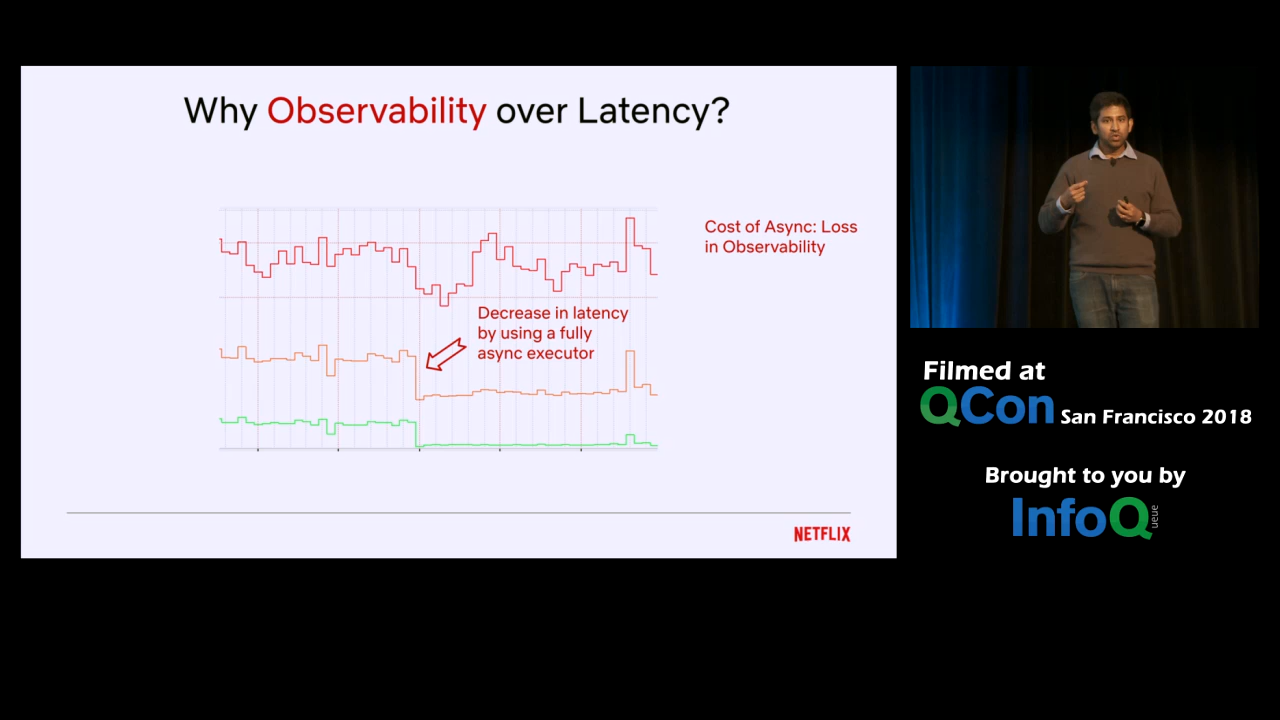 Why Observability over Latency?
Cost of Async: Loss
in Observability
Decrease in latency
by using a fully
async executor
NETFLIX
Filmed at
QCon San Francisco 2018
Brought to you by
InfoQueue